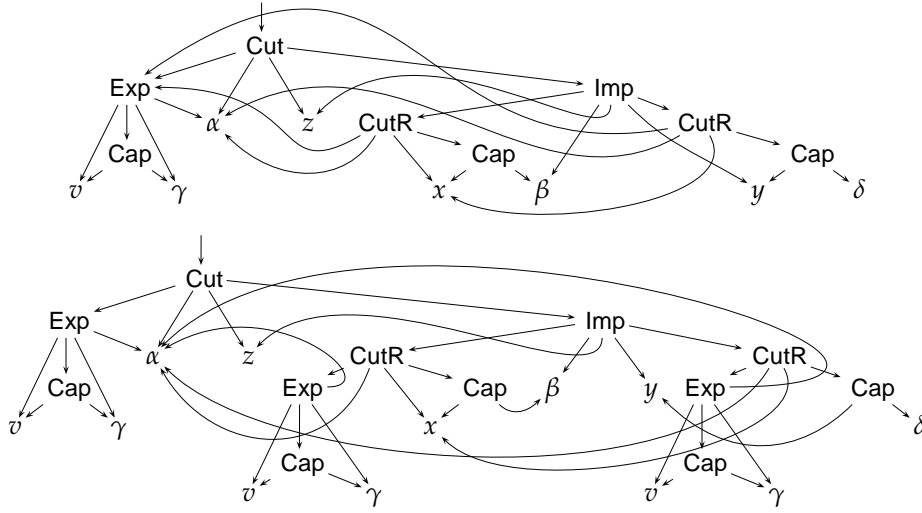 Cut
Exp Imp
α z CutR CutR
Cap Cap Cap
v γ x β y δ
Cut
Exp Imp
α z CutR CutR
Cap Exp Cap β y Exp Cap
v γ x δ
Cap Cap
v γ v γ